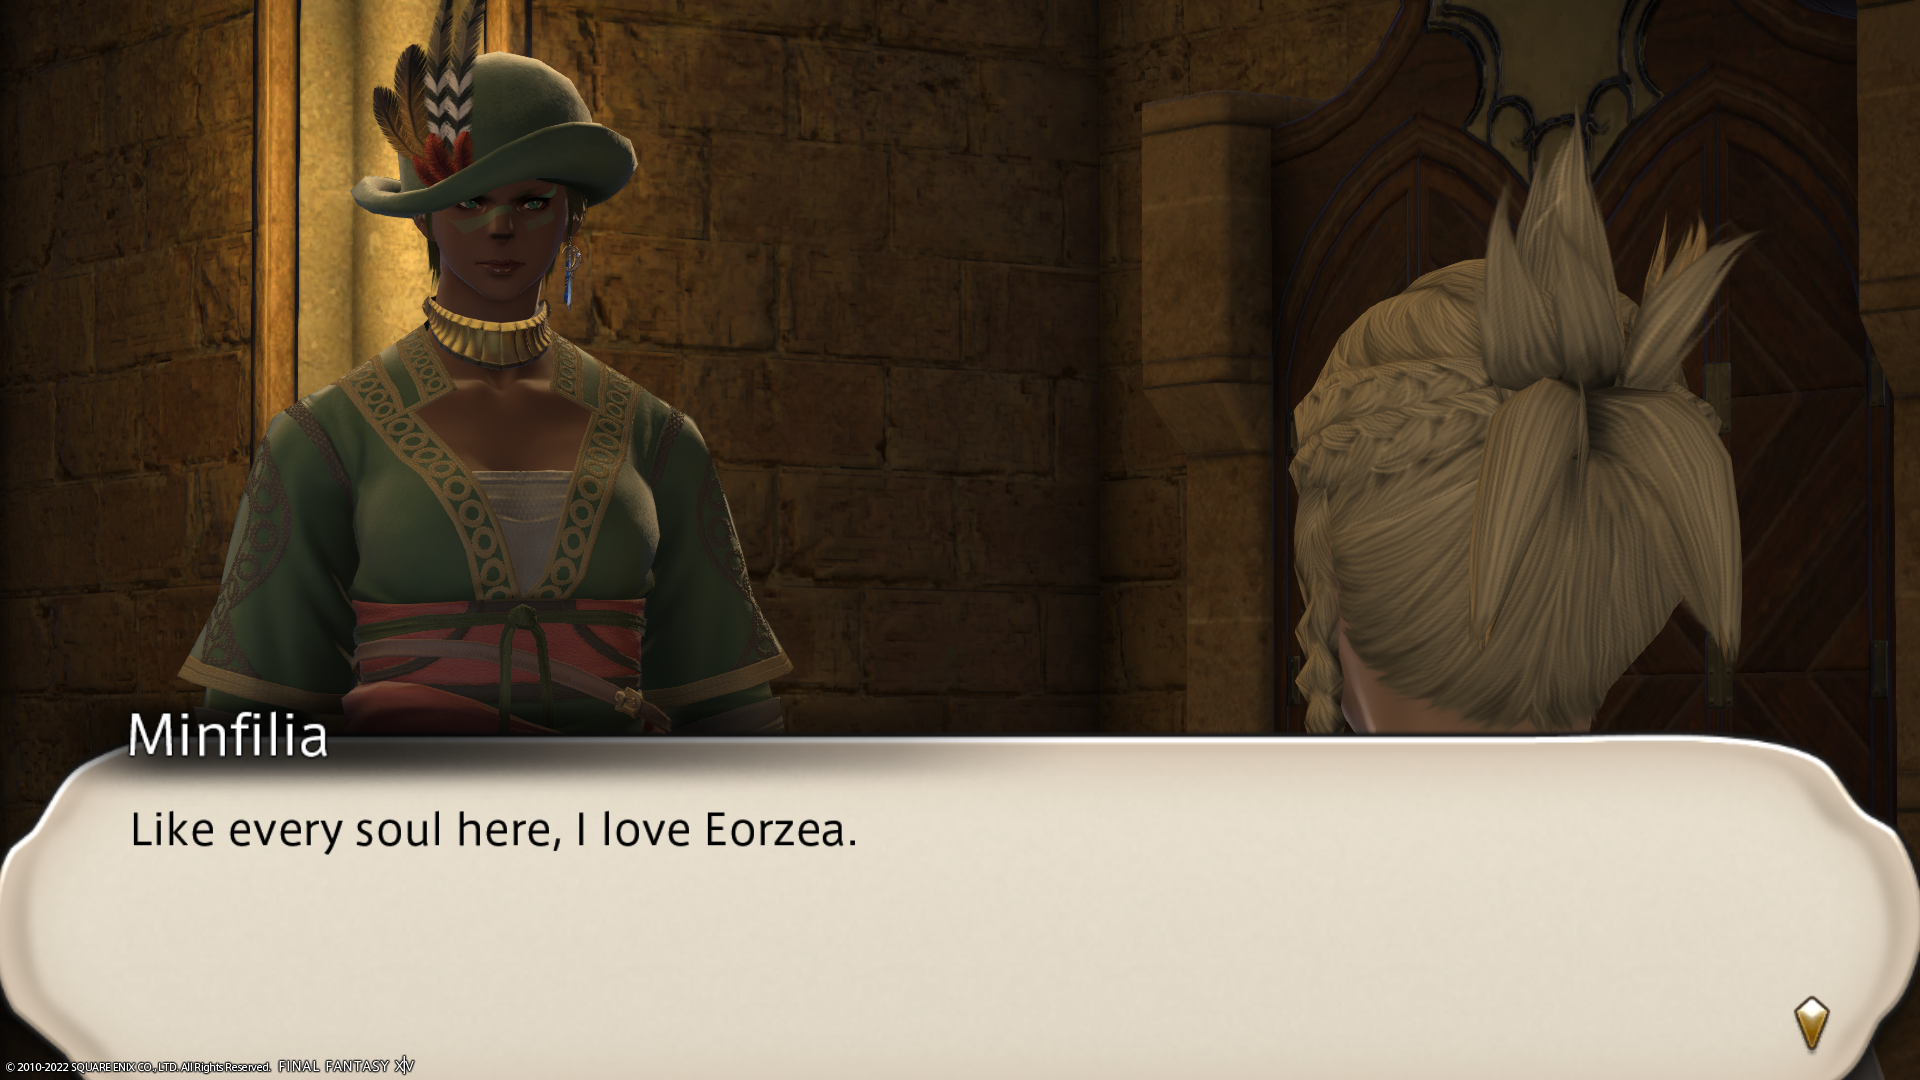 Minfilia
Like every soul here, I love Eorzea.
© 2010-2022 SQUARE ENIX CO., LTD. All Rights Reserved. FINAL FANTASY XIV